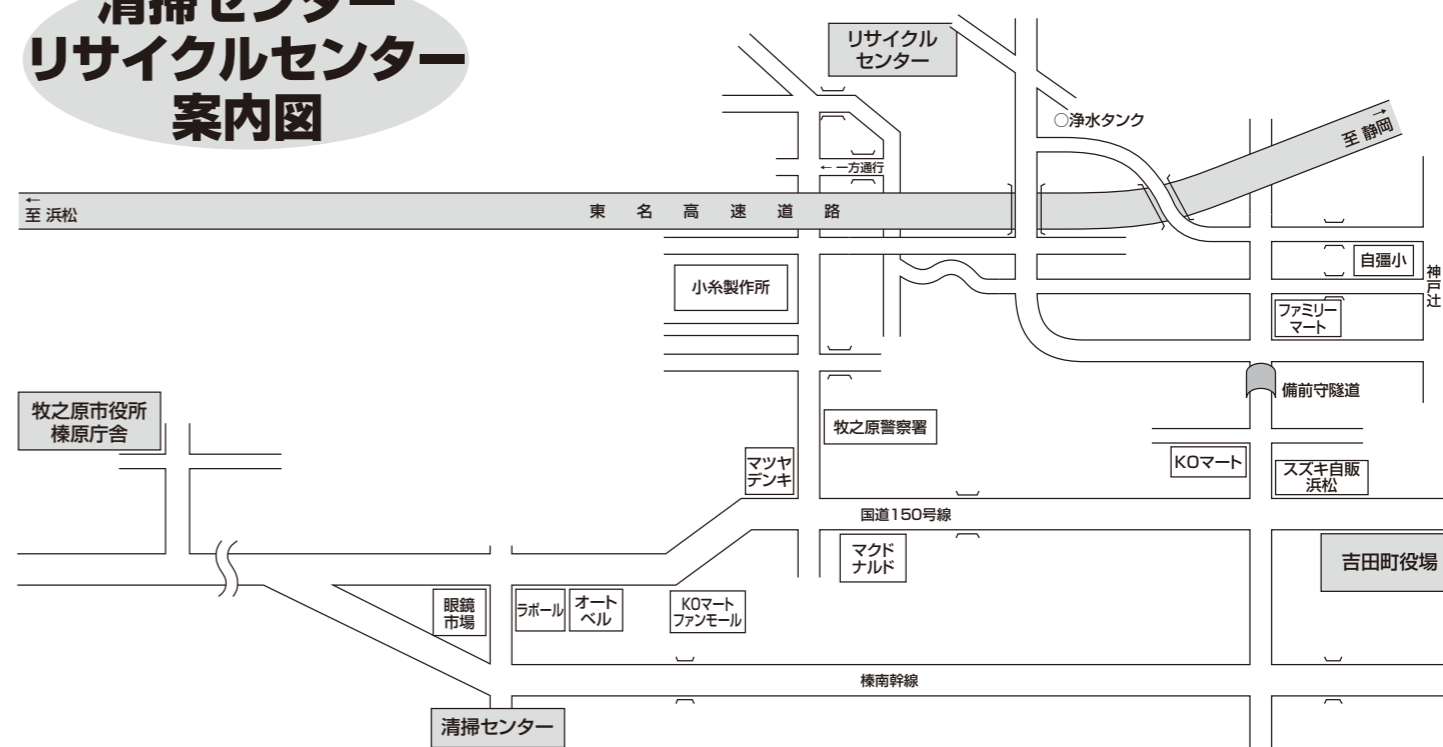 清掃センター
リサイクルセンター
案内図
リサイクル
センター
○浄水タンク
→
至 静岡
← 一方通行
←
至 浜松
東名高速道路
自彊小
神戸辻
小糸製作所
ファミリー
マート
備前守隧道
牧之原市役所
榛原庁舎
牧之原警察署
マツヤ
デンキ
KOマート
スズキ自販
浜松
国道150号線
マクド
ナルド
吉田町役場
眼鏡
市場
ラポール
オート
ベル
KOマート
ファンモール
榛南幹線
清掃センター